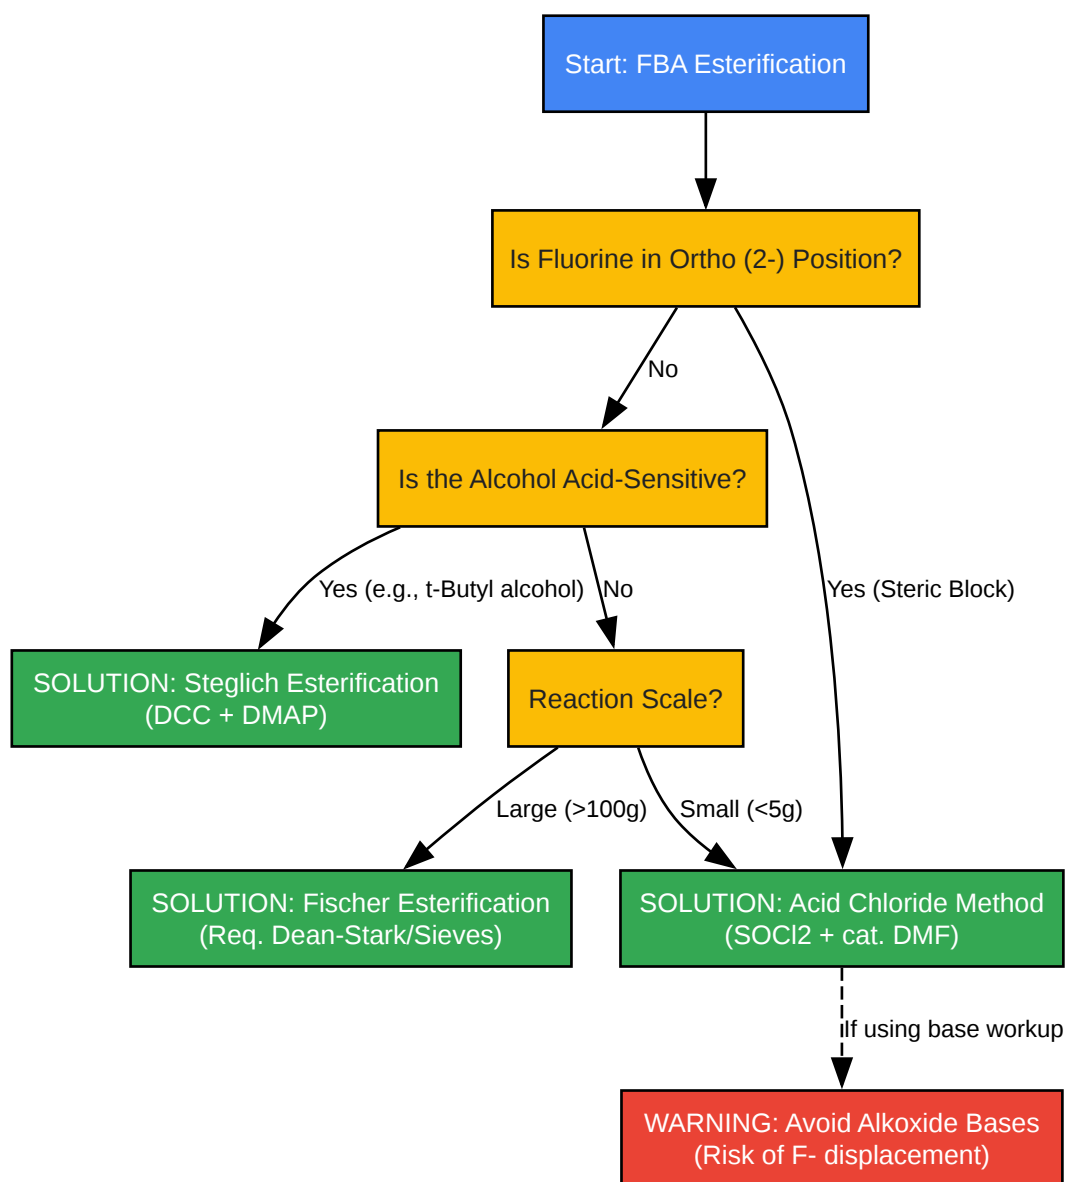 Start: FBA Esterification
Is Fluorine in Ortho (2-) Position?
No
Is the Alcohol Acid-Sensitive?
Yes (e.g., t-Butyl alcohol)
No
Yes (Steric Block)
SOLUTION: Steglich Esterification
(DCC + DMAP)
Reaction Scale?
Large (>100g)
Small (<5g)
SOLUTION: Fischer Esterification
(Req. Dean-Stark/Sieves)
SOLUTION: Acid Chloride Method
(SOCl2 + cat. DMF)
If using base workup
WARNING: Avoid Alkoxide Bases
(Risk of F- displacement)